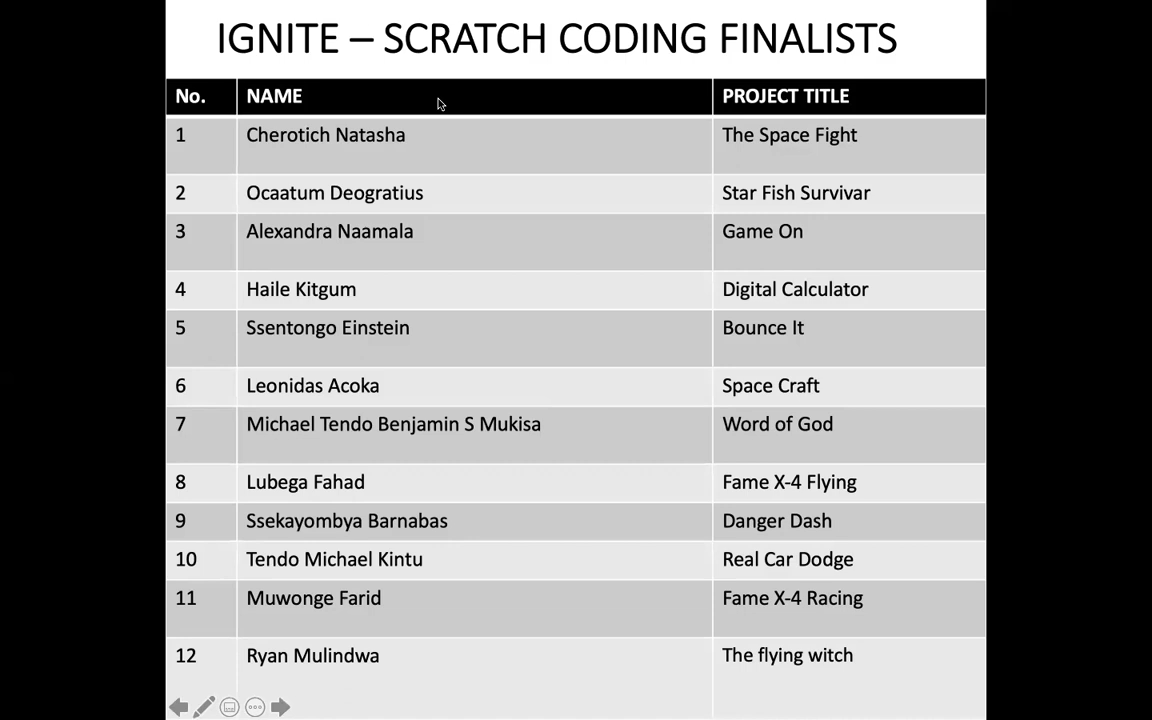 IGNITE – SCRATCH CODING FINALISTS
No. NAME PROJECT TITLE
1 Cherotich Natasha The Space Fight
2 Ocaatum Deogratius Star Fish Survivar
3 Alexandra Naamala Game On
4 Haile Kitgum Digital Calculator
5 Ssentongo Einstein Bounce It
6 Leonidas Acoka Space Craft
7 Michael Tendo Benjamin S Mukisa Word of God
8 Lubega Fahad Fame X-4 Flying
9 Ssekayombya Barnabas Danger Dash
10 Tendo Michael Kintu Real Car Dodge
11 Muwonge Farid Fame X-4 Racing
12 Ryan Mulindwa The flying witch